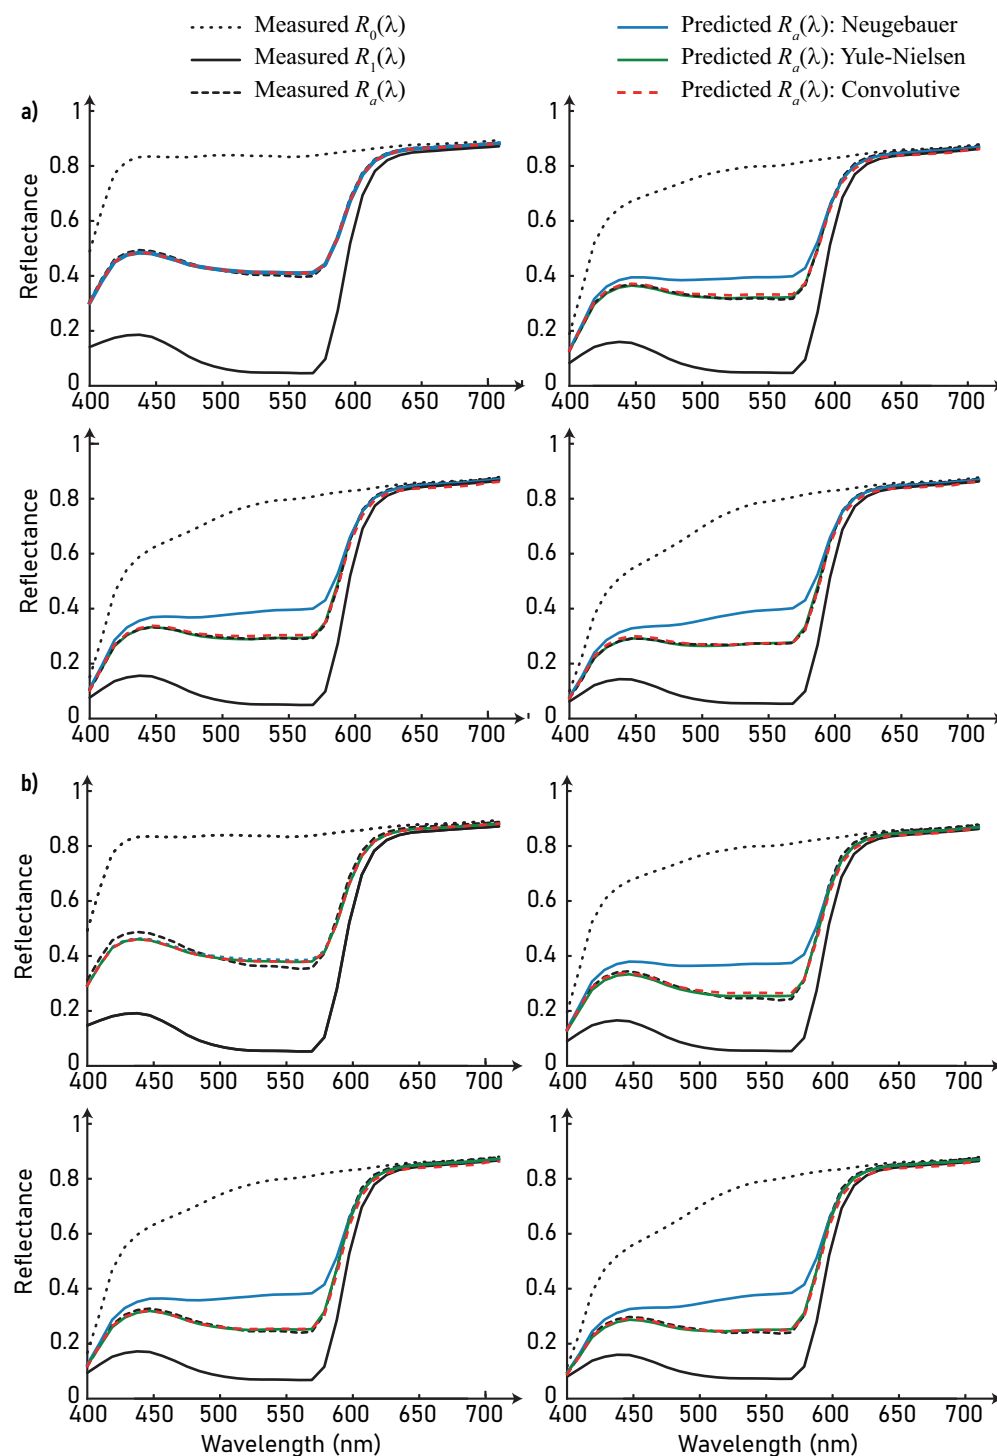 Measured R₀(λ)
Measured R₁(λ)
Measured Rₐ(λ)
Predicted Rₐ(λ): Neugebauer
Predicted Rₐ(λ): Yule-Nielsen
Predicted Rₐ(λ): Convolutive
a)
Reflectance
1
0.8
0.6
0.4
0.2
0
400 450 500 550 600 650 700
1
0.8
0.6
0.4
0.2
0
400 450 500 550 600 650 700
Reflectance
1
0.8
0.6
0.4
0.2
0
400 450 500 550 600 650 700
1
0.8
0.6
0.4
0.2
0
400 450 500 550 600 650 700
b)
Reflectance
1
0.8
0.6
0.4
0.2
0
400 450 500 550 600 650 700
1
0.8
0.6
0.4
0.2
0
400 450 500 550 600 650 700
Reflectance
1
0.8
0.6
0.4
0.2
0
400 450 500 550 600 650 700
Wavelength (nm)
1
0.8
0.6
0.4
0.2
0
400 450 500 550 600 650 700
Wavelength (nm)